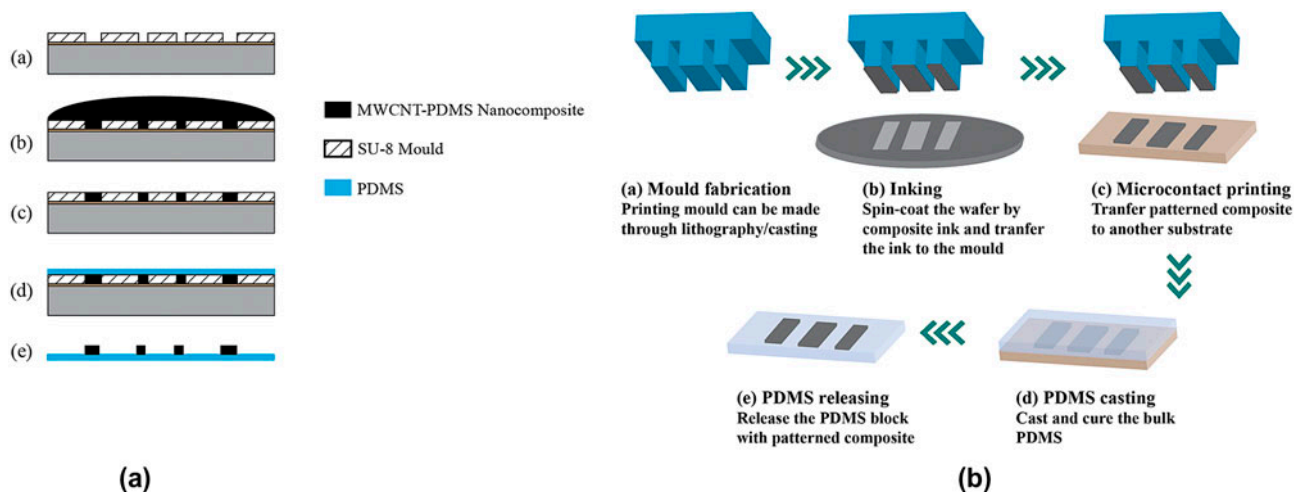 (a)
(b)
(c)
(d)
(e)
MWCNT-PDMS Nanocomposite
SU-8 Mould
PDMS
(a)
(a) Mould fabrication
Printing mould can be made
through lithography/casting
(b) Inking
Spin-coat the wafer by
composite ink and tranfer
the ink to the mould
(c) Microcontact printing
Tranfer patterned composite
to another substrate
(e) PDMS releasing
Release the PDMS block
with patterned composite
(d) PDMS casting
Cast and cure the bulk
PDMS
(b)